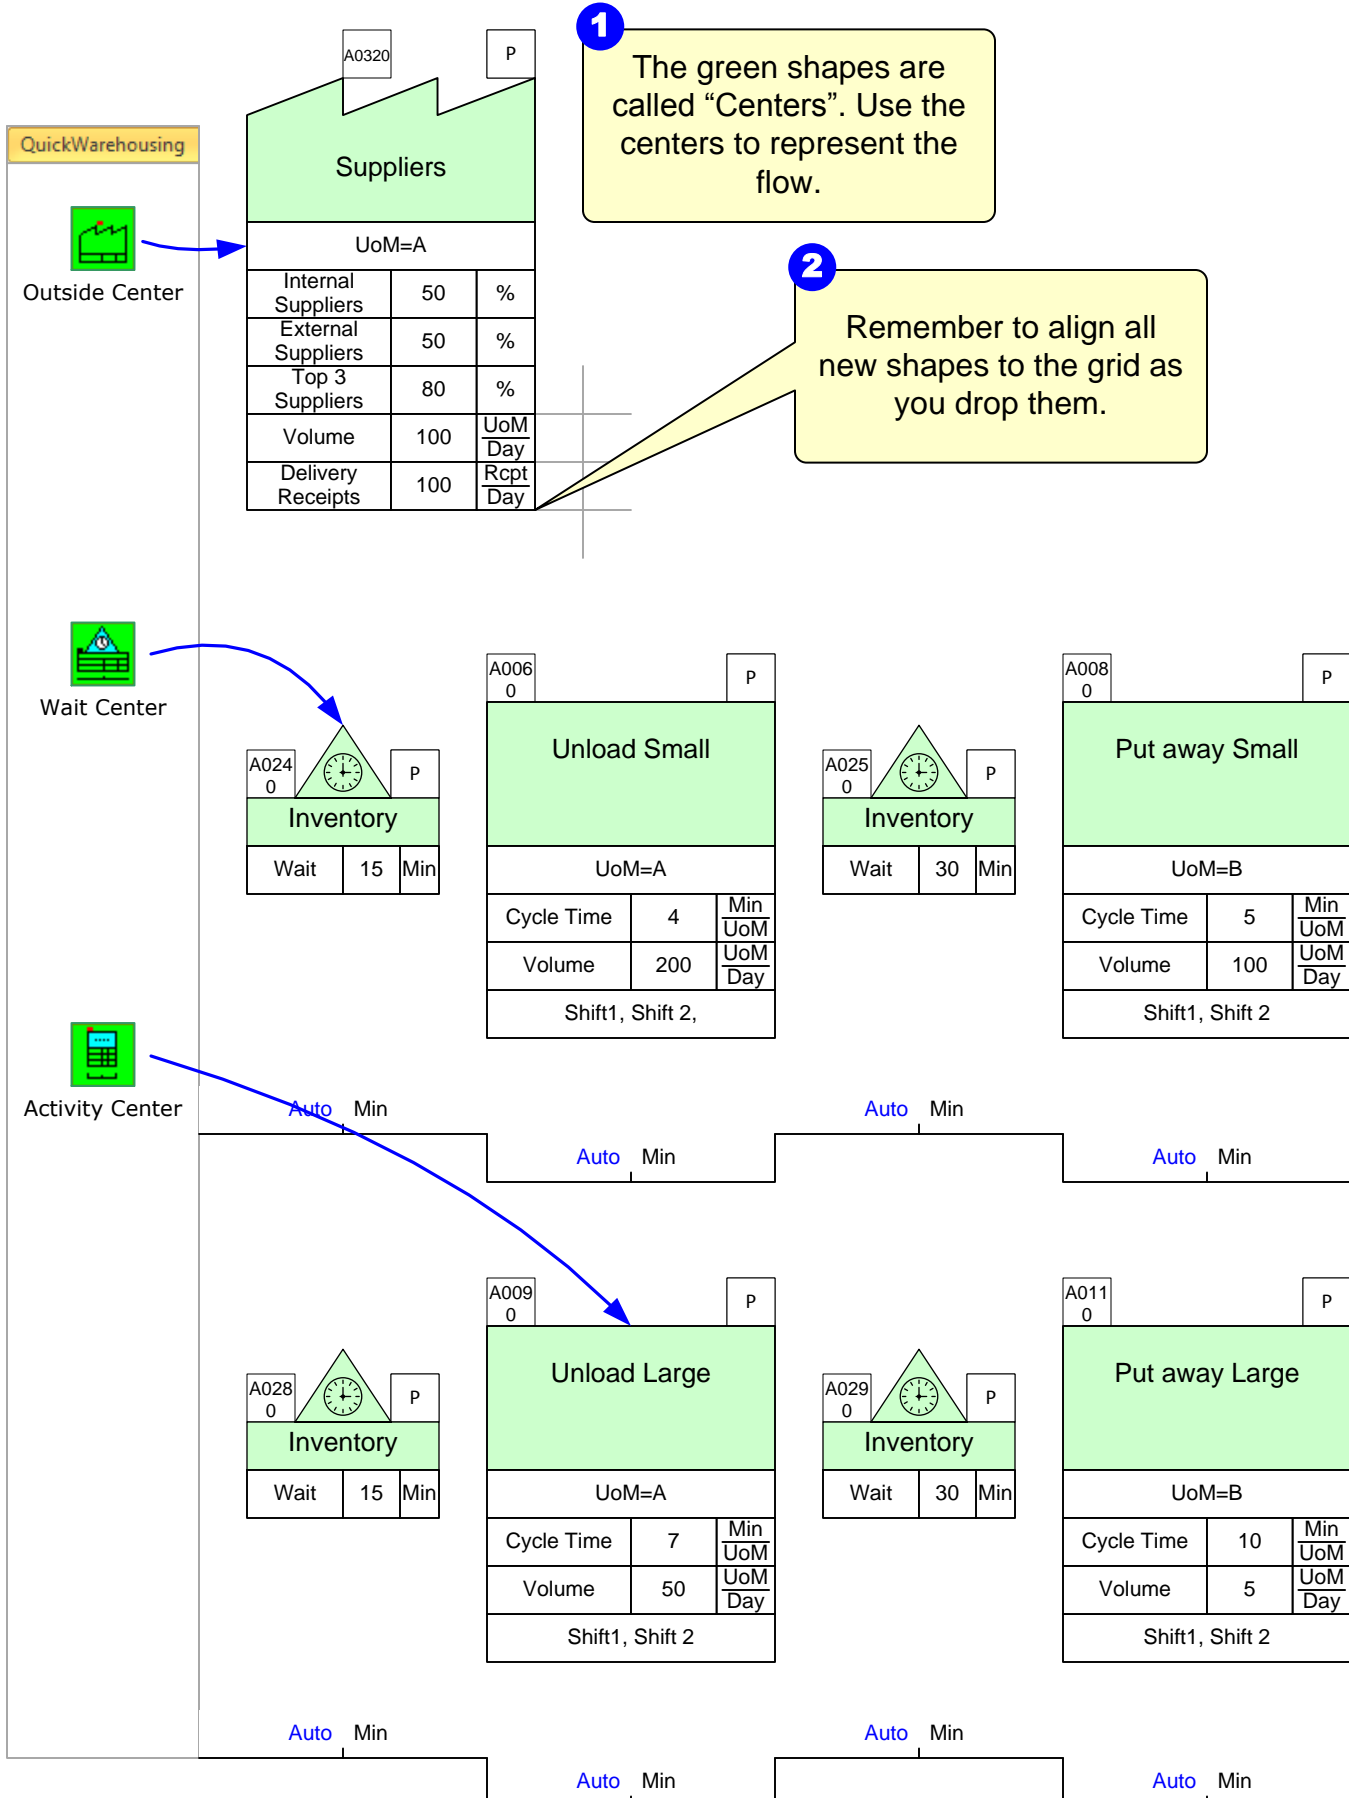 A0320
P
1
The green shapes are
called “Centers”. Use the
centers to represent the
flow.
QuickWarehousing
Suppliers
Outside Center
UoM=A
Internal
Suppliers
50
%
External
Suppliers
50
%
Top 3
Suppliers
80
%
Volume
100
UoM
Day
Delivery
Receipts
100
Rcpt
Day
2
Remember to align all
new shapes to the grid as
you drop them.
Wait Center
A024
0
P
Inventory
Wait 15 Min
A006
0
P
Unload Small
UoM=A
Cycle Time
4
Min
UoM
Volume
200
UoM
Day
Shift1, Shift 2,
A025
0
P
Inventory
Wait 30 Min
A008
0
P
Put away Small
UoM=B
Cycle Time
5
Min
UoM
Volume
100
UoM
Day
Shift1, Shift 2
Activity Center
Auto Min
Auto Min
Auto Min
Auto Min
A028
0
P
Inventory
Wait 15 Min
A009
0
P
Unload Large
UoM=A
Cycle Time
7
Min
UoM
Volume
50
UoM
Day
Shift1, Shift 2
A029
0
P
Inventory
Wait 30 Min
A011
0
P
Put away Large
UoM=B
Cycle Time
10
Min
UoM
Volume
5
UoM
Day
Shift1, Shift 2
Auto Min
Auto Min
Auto Min
Auto Min